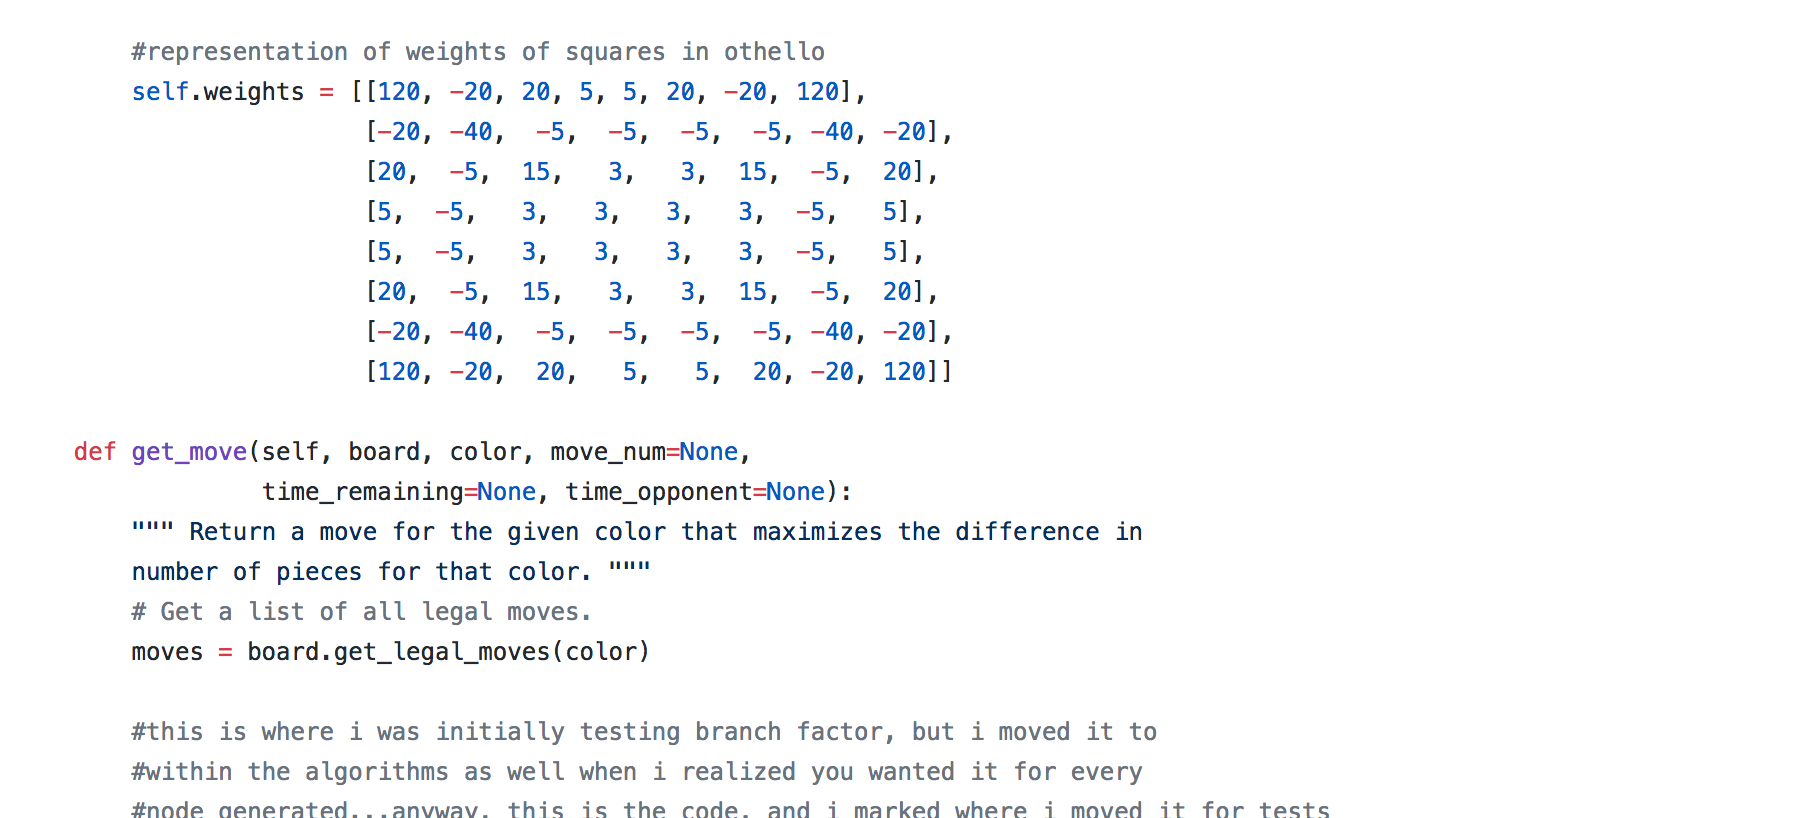 #representation of weights of squares in othello
self.weights = [[120, -20, 20, 5, 5, 20, -20, 120],
[-20, -40, -5, -5, -5, -5, -40, -20],
[20, -5, 15, 3, 3, 15, -5, 20],
[5, -5, 3, 3, 3, 3, -5, 5],
[5, -5, 3, 3, 3, 3, -5, 5],
[20, -5, 15, 3, 3, 15, -5, 20],
[-20, -40, -5, -5, -5, -5, -40, -20],
[120, -20, 20, 5, 5, 20, -20, 120]]
def get_move(self, board, color, move_num=None,
time_remaining=None, time_opponent=None):
""" Return a move for the given color that maximizes the difference in
number of pieces for that color. """
# Get a list of all legal moves.
moves = board.get_legal_moves(color)
#this is where i was initially testing branch factor, but i moved it to
#within the algorithms as well when i realized you wanted it for every
#node generated...anyway, this is the code, and i marked where i moved it for tests